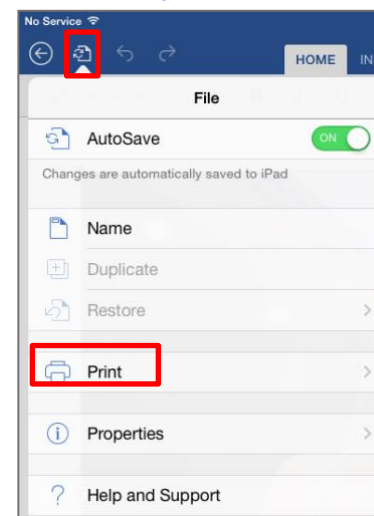 No Service
HOME IN
File
AutoSave ON
Changes are automatically saved to iPad
Name
Duplicate
Restore
Print
Properties
Help and Support